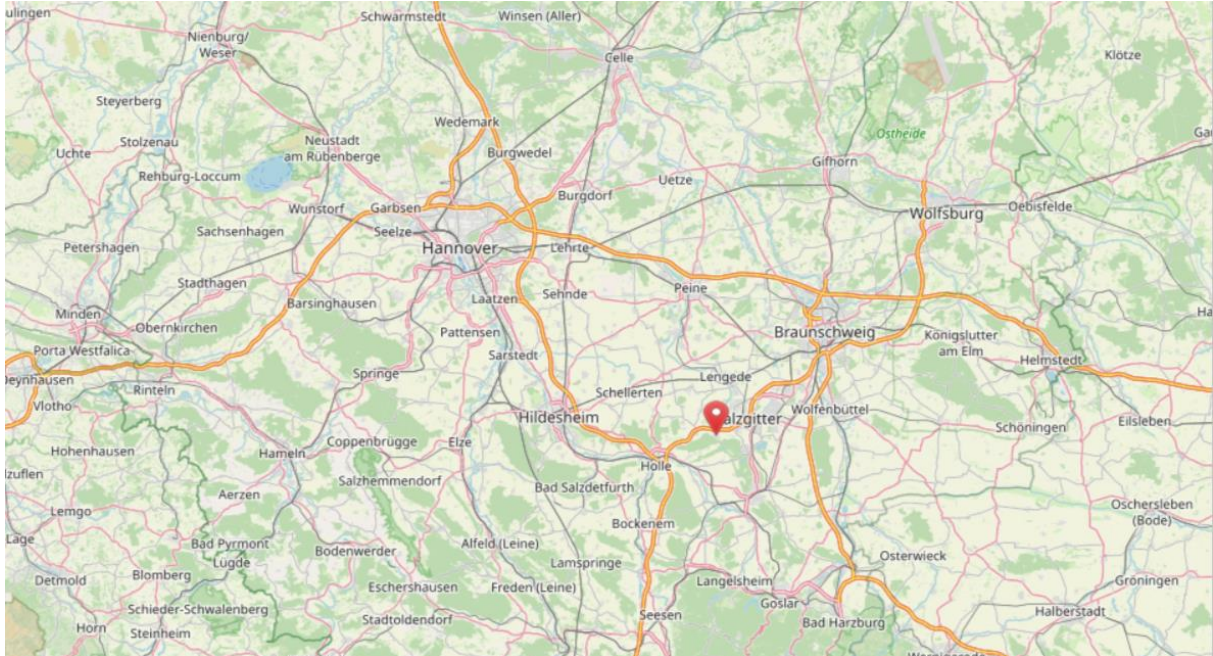 Schwarmstedt
Winsen (Aller)
Nienburg/
Weser
Celle
Klötze
Steyerberg
Stolzenau
Wedemark
Neustadt
am Rübenberge
Burgwedel
Ostheide
Uchte
Rehburg-Loccum
Gifhorn
Uetze
Burgdorf
Wunstorf
Garbsen
Wolfsburg
Oebisfelde
Sachsenhagen
Seelze
Petershagen
Hannover
Lehrte
Stadthagen
Peine
Barsinghausen
Laatzen
Sehnde
Minden
Obernkirchen
Pattensen
Braunschweig
Königslutter
am Elm
Porta Westfalica
Sarstedt
Helmstedt
Rinteln
Springe
Lengede
Vlotho
Schellerten
Wolfenbüttel
Hildesheim
Schöningen
Eilsleben
Coppenbrügge
Elze
Hohenhausen
Hameln
Holle
Salzhemmendorf
Bad Salzdetfurth
Aerzen
Oschersleben
(Bode)
Lemgo
Bockenem
Lage
Bad Pyrmont
Bodenwerder
Alfeld (Leine)
Osterwieck
Lügde
Lamspringe
Detmold
Blomberg
Eschershausen
Freden (Leine)
Langelsheim
Gröningen
Schieder-Schwalenberg
Goslar
Halberstadt
Stadtoldendorf
Seesen
Bad Harzburg
Horn
Steinheim